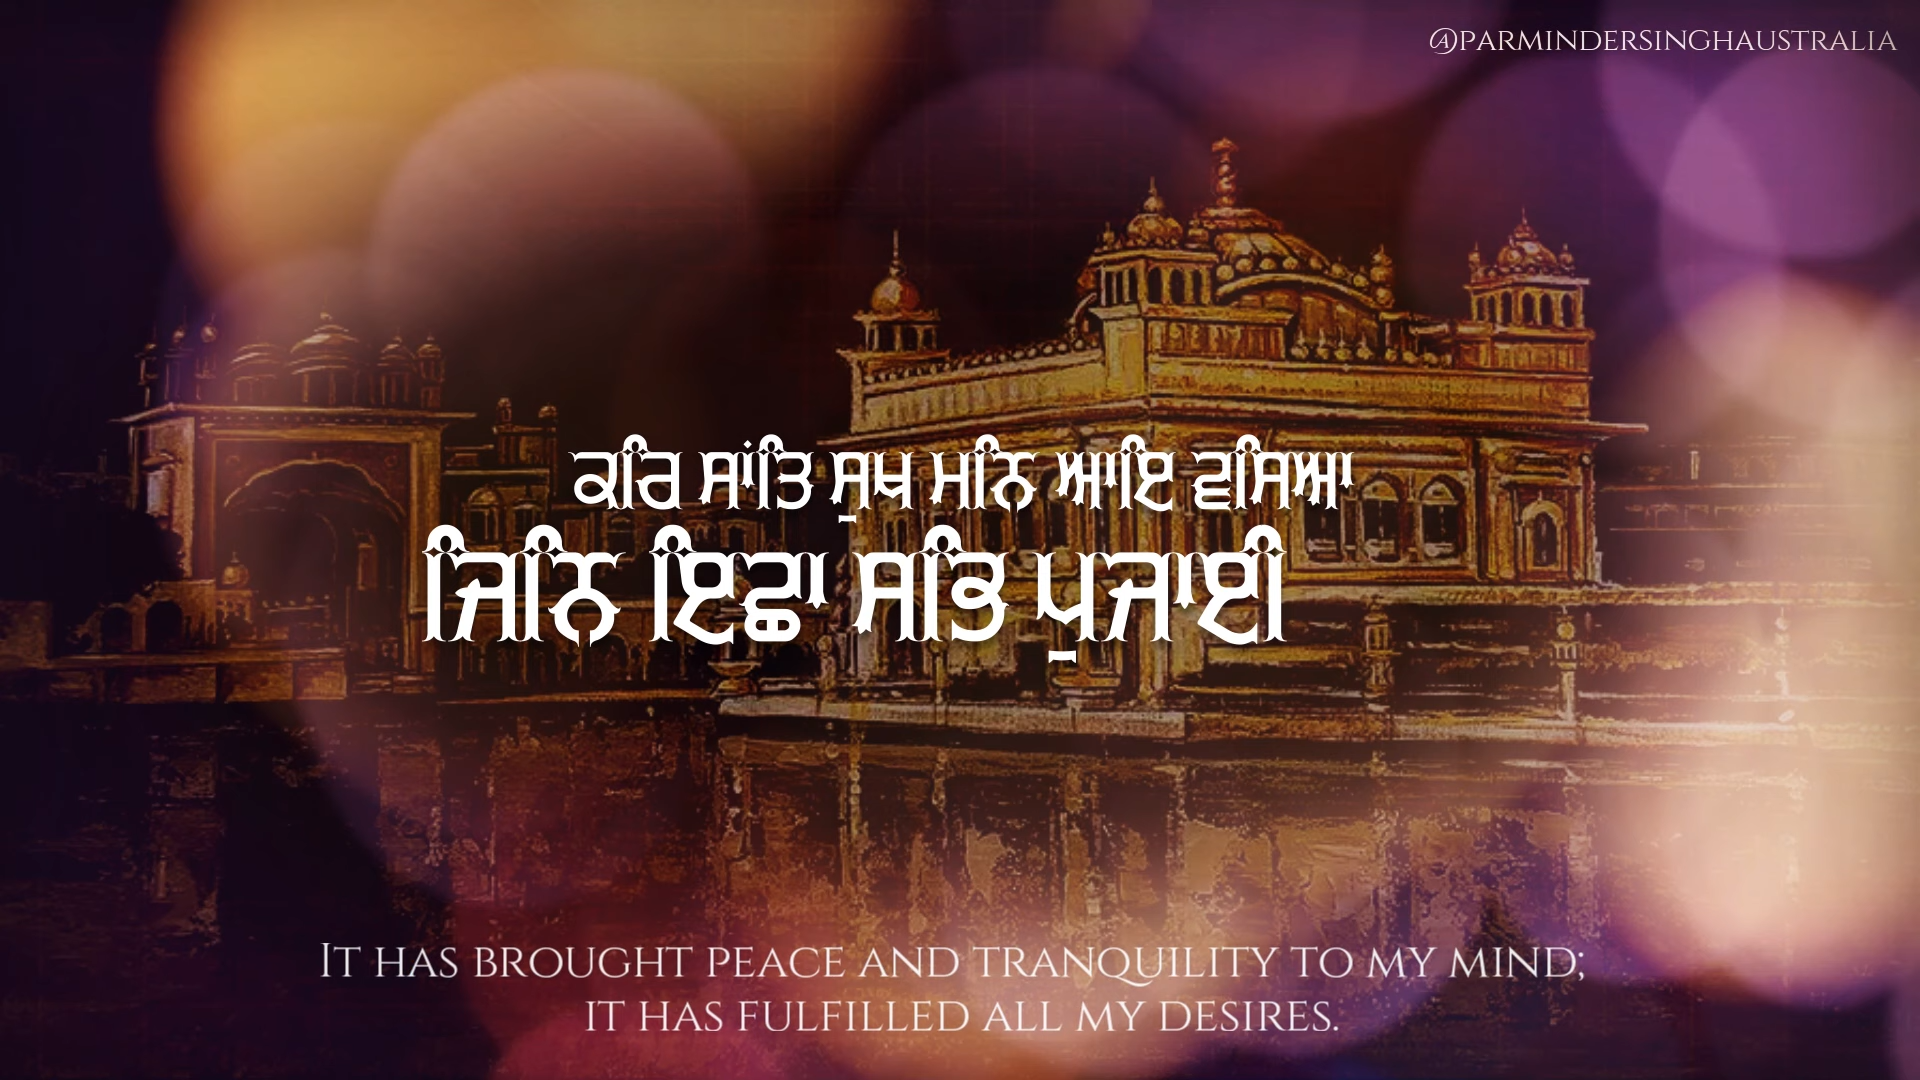 @PARMINDERSINGHAUSTRALIA
ਕਰਿ ਸਾਂਤਿ ਸੁਖ ਮਨਿ ਆਇ ਵਸਿਆ
ਜਿਨਿ ਇਛਾ ਸਭਿ ਪੁਜਾਈ
IT HAS BROUGHT PEACE AND TRANQUILITY TO MY MIND;
IT HAS FULFILLED ALL MY DESIRES.